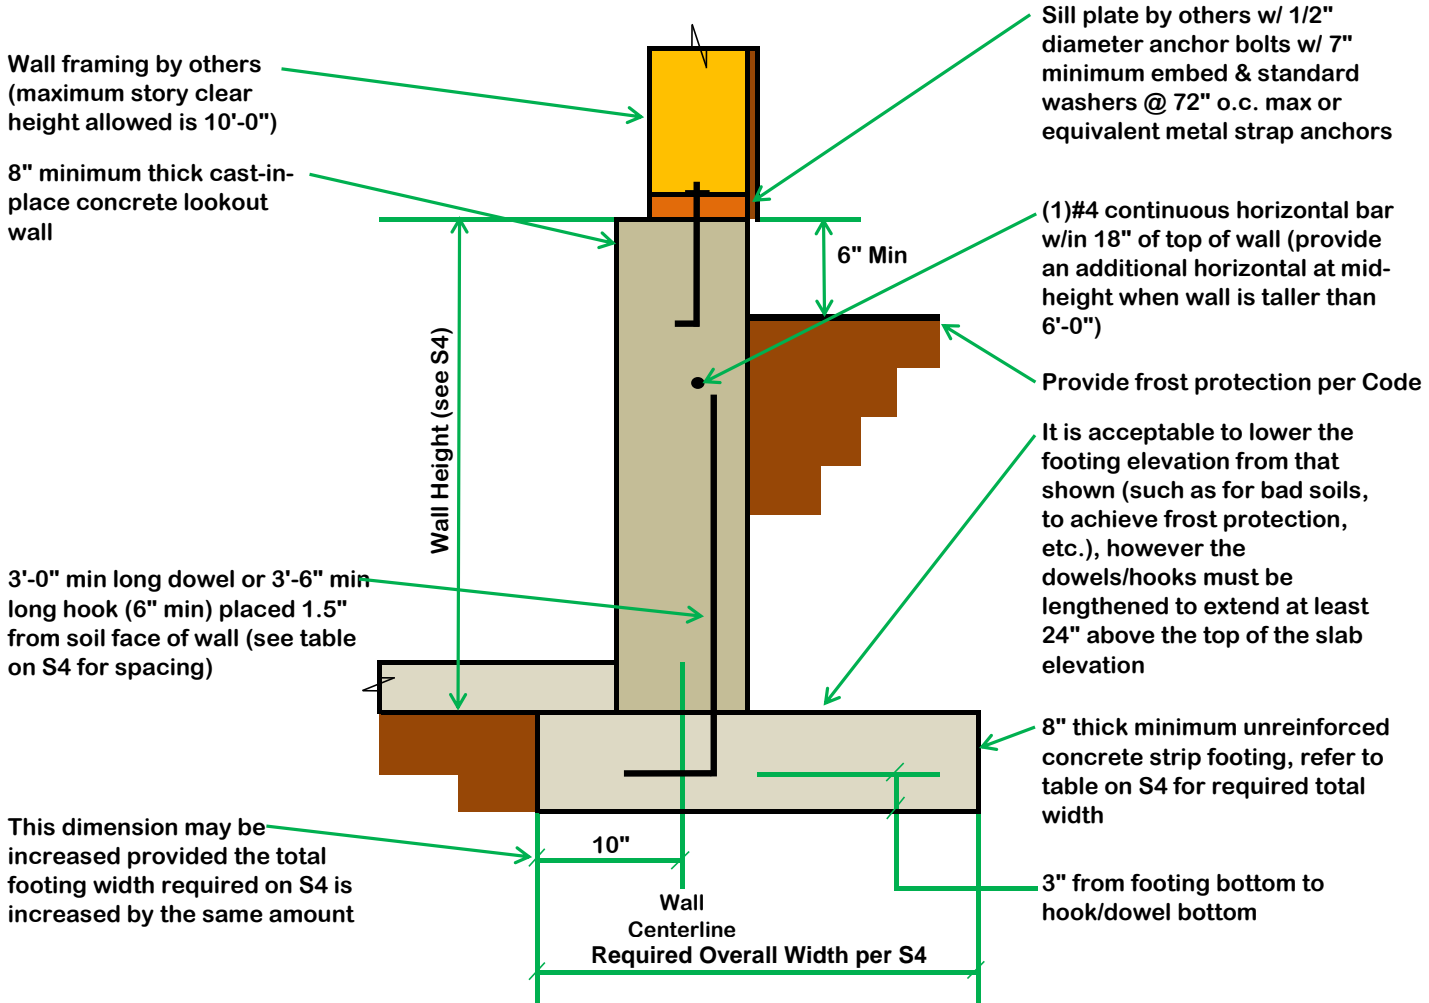 Wall framing by others
(maximum story clear
height allowed is 10'-0")
8" minimum thick cast-in-
place concrete lookout
wall
3'-0" min long dowel or 3'-6" min
long hook (6" min) placed 1.5"
from soil face of wall (see table
on S4 for spacing)
This dimension may be
increased provided the total
footing width required on S4 is
increased by the same amount
Wall Height (see S4)
6" Min
10"
Wall
Centerline
Required Overall Width per S4
Sill plate by others w/ 1/2"
diameter anchor bolts w/ 7"
minimum embed & standard
washers @ 72" o.c. max or
equivalent metal strap anchors
(1)#4 continuous horizontal bar
w/in 18" of top of wall (provide
an additional horizontal at mid-
height when wall is taller than
6'-0")
Provide frost protection per Code
It is acceptable to lower the
footing elevation from that
shown (such as for bad soils,
to achieve frost protection,
etc.), however the
dowels/hooks must be
lengthened to extend at least
24" above the top of the slab
elevation
8" thick minimum unreinforced
concrete strip footing, refer to
table on S4 for required total
width
3" from footing bottom to
hook/dowel bottom